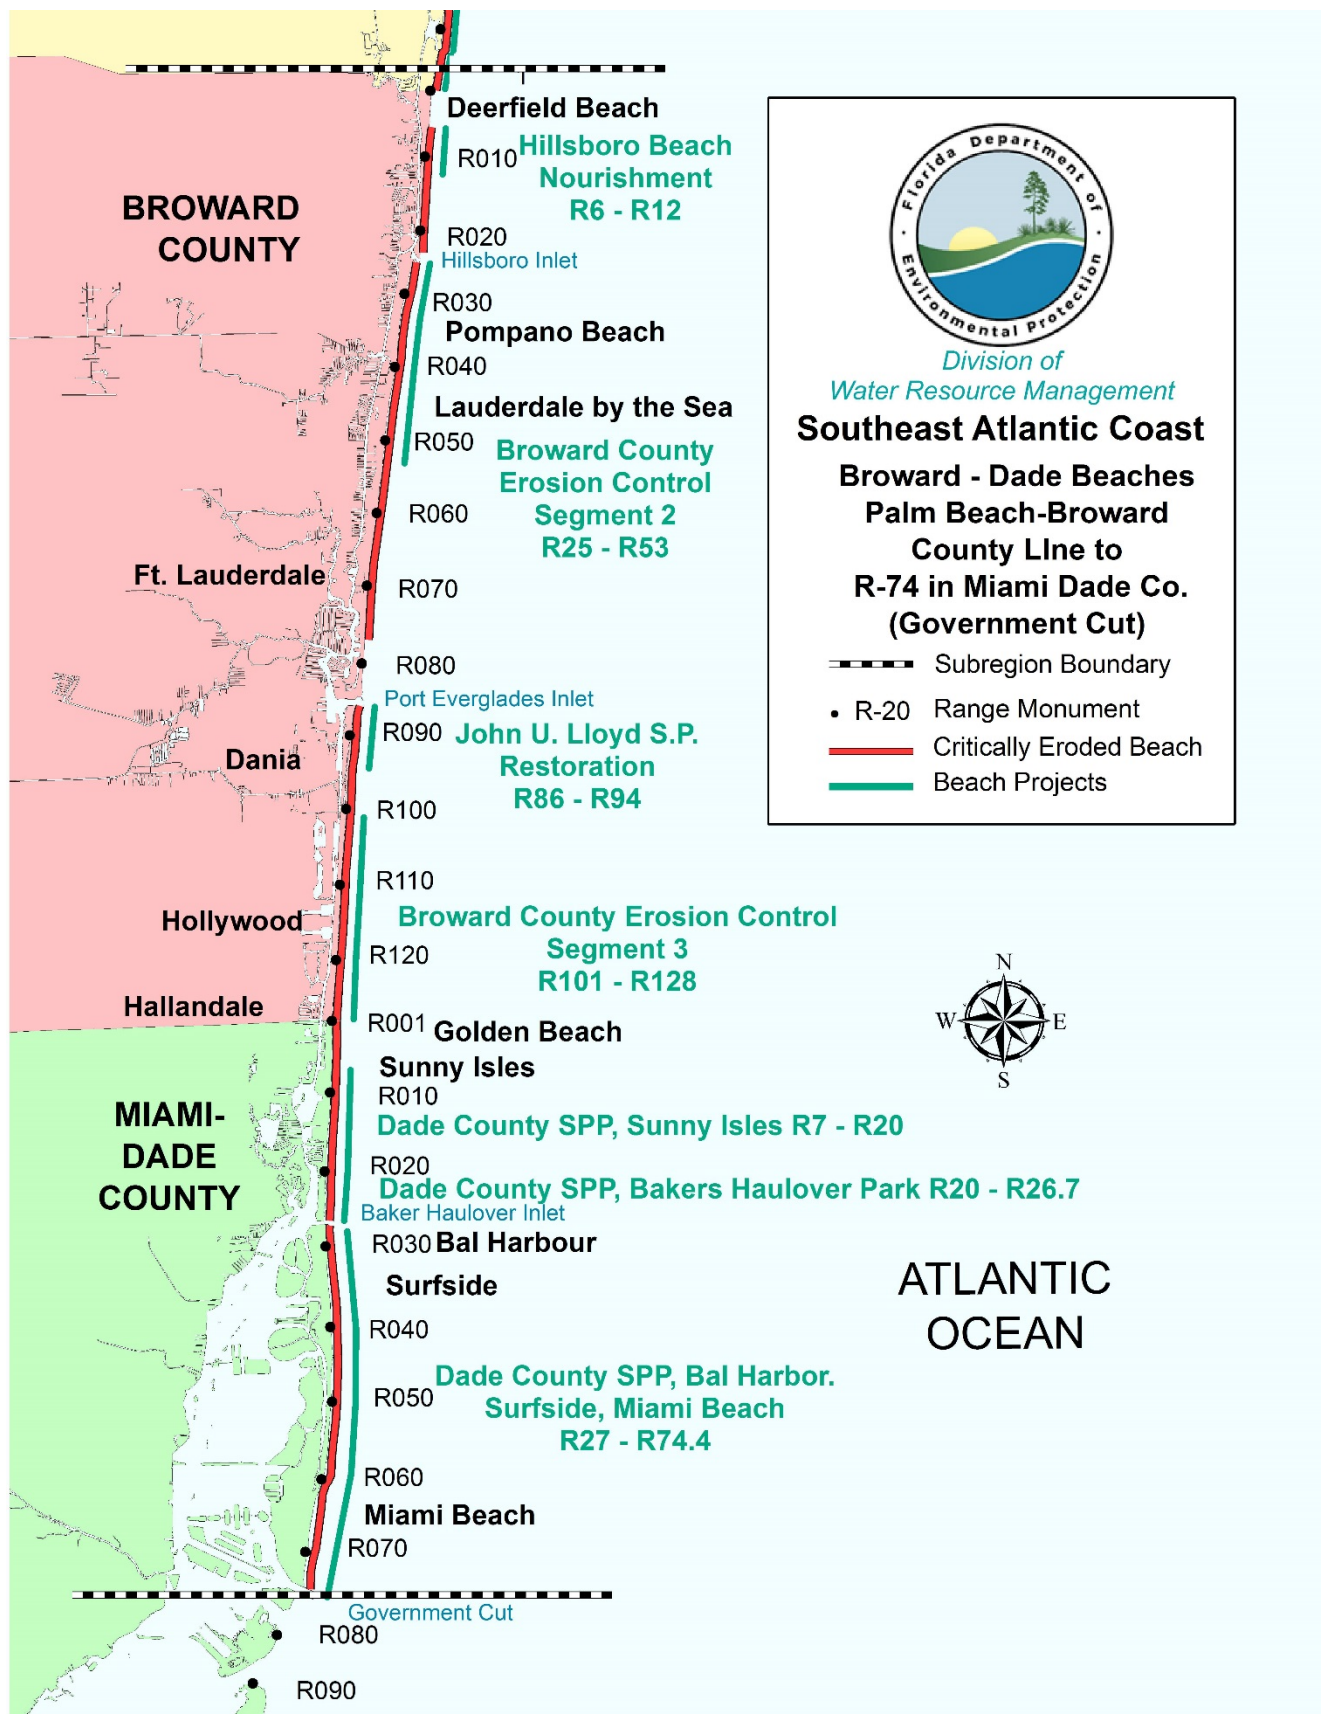 Deerfield Beach
R010
Hillsboro Beach
Nourishment
R6 - R12
BROWARD
COUNTY
R020
Hillsboro Inlet
R030
Pompano Beach
R040
Lauderdale by the Sea
R050
Broward County
Erosion Control
Segment 2
R25 - R53
R060
Ft. Lauderdale
R070
R080
Port Everglades Inlet
R090
John U. Lloyd S.P.
Restoration
R86 - R94
Dania
R100
R110
Hollywood
Broward County Erosion Control
Segment 3
R101 - R128
R120
Hallandale
R001
Golden Beach
Sunny Isles
R010
MIAMI-
DADE
COUNTY
Dade County SPP, Sunny Isles R7 - R20
R020
Dade County SPP, Bakers Haulover Park R20 - R26.7
Baker Haulover Inlet
R030
Bal Harbour
Surfside
R040
Dade County SPP, Bal Harbor.
Surfside, Miami Beach
R27 - R74.4
R050
R060
Miami Beach
R070
Government Cut
R080
R090
Florida Department of
Environmental Protection
Division of
Water Resource Management
Southeast Atlantic Coast
Broward - Dade Beaches
Palm Beach-Broward
County LIne to
R-74 in Miami Dade Co.
(Government Cut)
Subregion Boundary
R-20 Range Monument
Critically Eroded Beach
Beach Projects
N
W
E
S
ATLANTIC
OCEAN